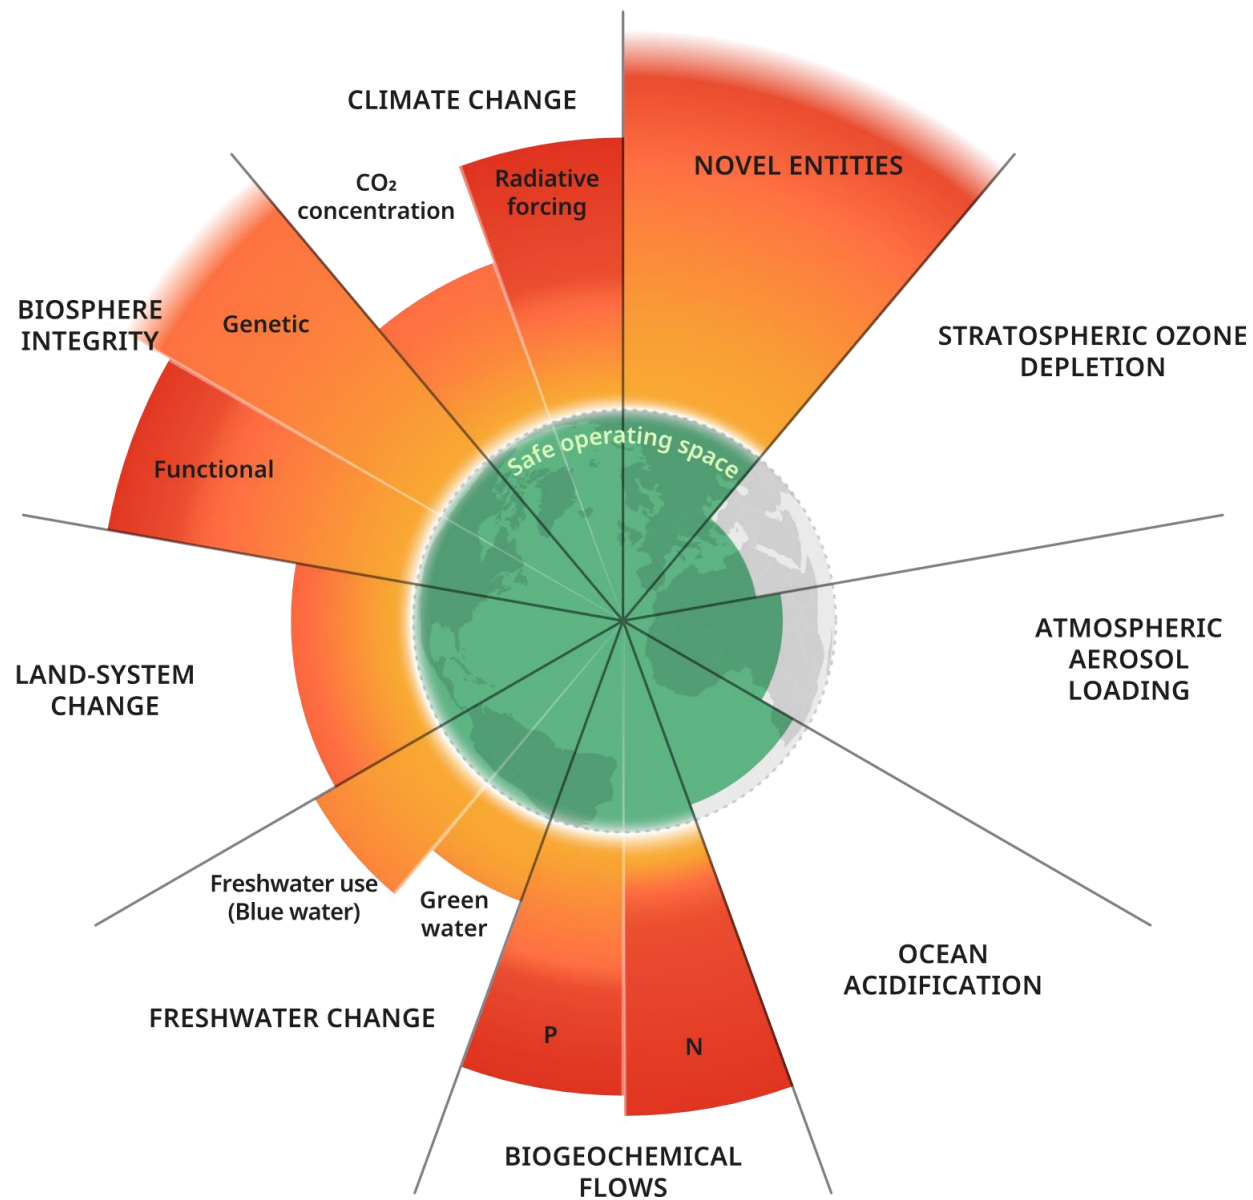 CLIMATE CHANGE
CO₂
concentration
Radiative
forcing
NOVEL ENTITIES
STRATOSPHERIC OZONE
DEPLETION
ATMOSPHERIC
AEROSOL
LOADING
OCEAN
ACIDIFICATION
BIOGEOCHEMICAL
FLOWS
P
N
FRESHWATER CHANGE
Freshwater use
(Blue water)
Green
water
LAND-SYSTEM
CHANGE
BIOSPHERE
INTEGRITY
Genetic
Functional
Safe operating space